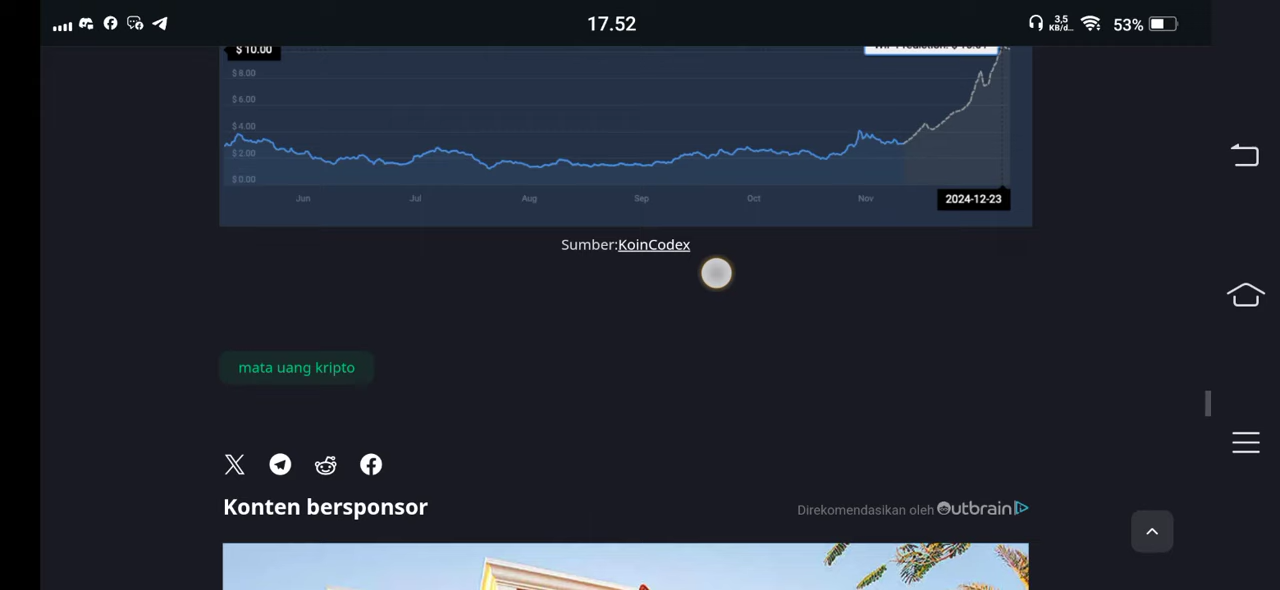 17.52
3,5
KB/d...
53%
$ 10.00
$ 8.00
$ 6.00
$ 4.00
$ 2.00
$ 0.00
Jun Jul Aug Sep Oct Nov
2024-12-23
Sumber:KoinCodex
mata uang kripto
Konten bersponsor
Direkomendasikan oleh Outbrain